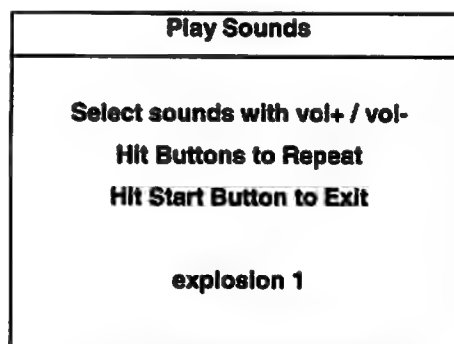 Play Sounds
Select sounds with vol+ / vol-
Hit Buttons to Repeat
Hit Start Button to Exit
explosion 1